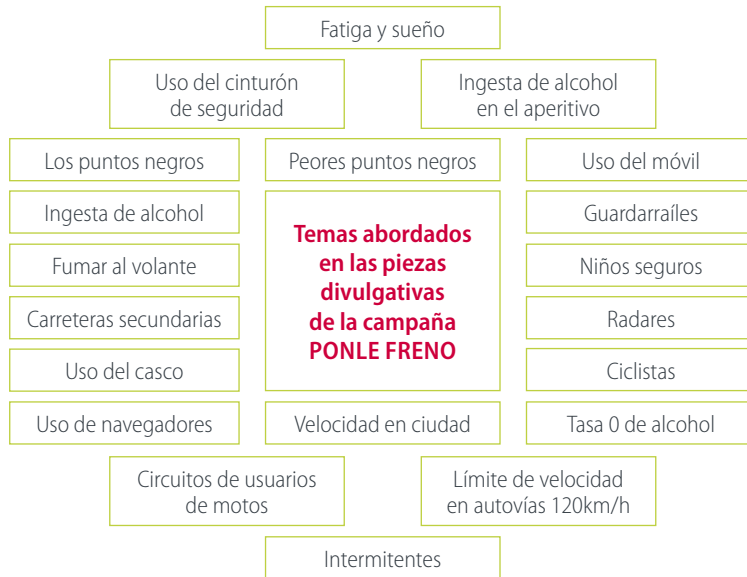 Fatiga y sueño
Uso del cinturón
de seguridad
Ingesta de alcohol
en el aperitivo
Los puntos negros
Peores puntos negros
Uso del móvil
Ingesta de alcohol
Guardarraíles
Fumar al volante
Niños seguros
Carreteras secundarias
Radares
Uso del casco
Ciclistas
Temas abordados
en las piezas
divulgativas
de la campaña
PONLE FRENO
Uso de navegadores
Velocidad en ciudad
Tasa 0 de alcohol
Circuitos de usuarios
de motos
Límite de velocidad
en autovías 120km/h
Intermitentes